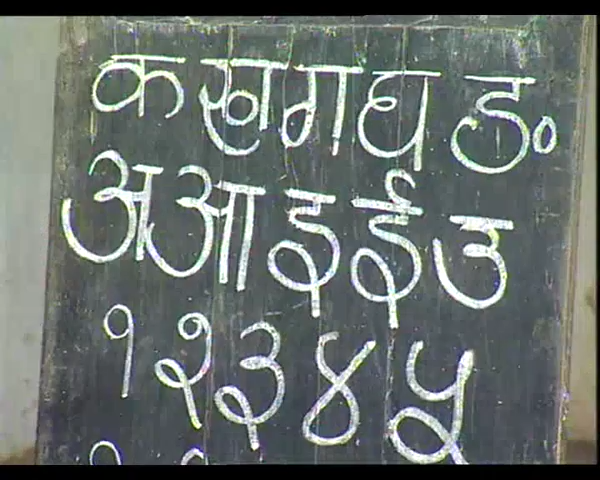 क ख ग घ ङ
अ आ इ ई उ
१ २ ३ ४ ५